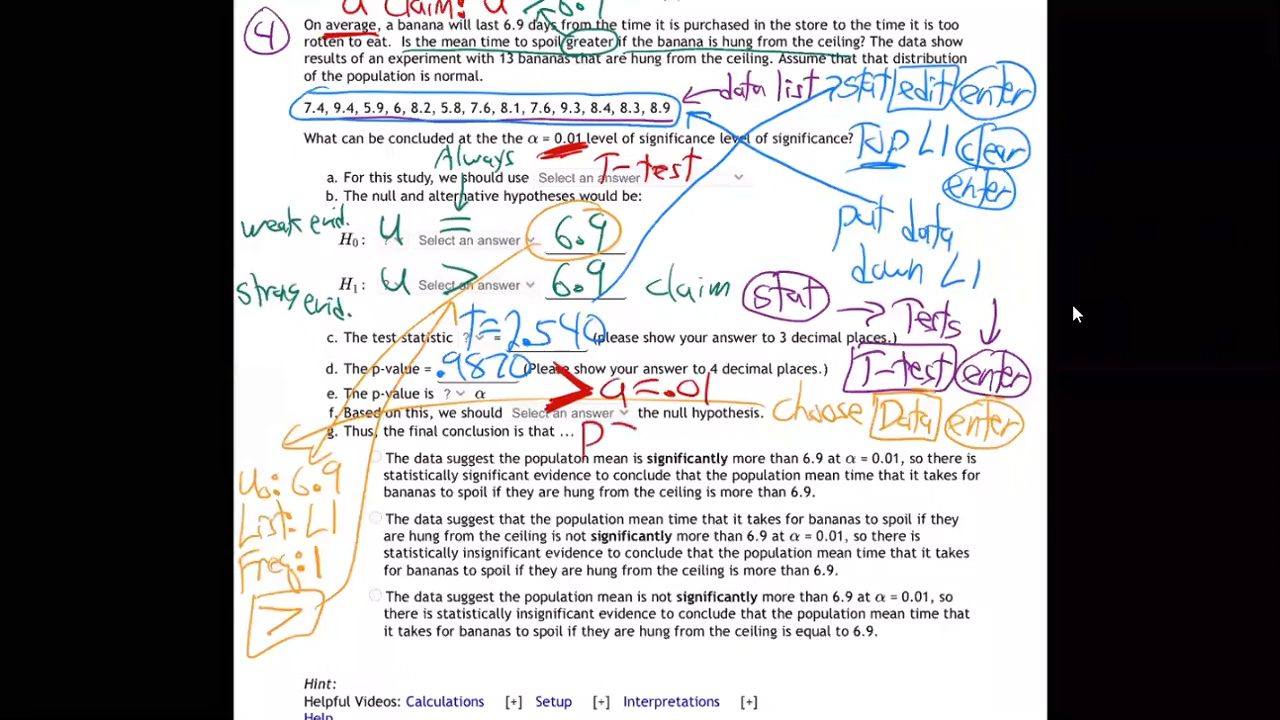 a claim: u > 6.9
4
On average, a banana will last 6.9 days from the time it is purchased in the store to the time it is too
rotten to eat. Is the mean time to spoil greater if the banana is hung from the ceiling? The data show
results of an experiment with 13 bananas that are hung from the ceiling. Assume that that distribution
of the population is normal.
data list stat edit enter
7.4, 9.4, 5.9, 6, 8.2, 5.8, 7.6, 8.1, 7.6, 9.3, 8.4, 8.3, 8.9
What can be concluded at the the α = 0.01 level of significance level of significance?
top L1 clear
enter
Always
T-test
a. For this study, we should use Select an answer
b. The null and alternative hypotheses would be:
put data
down L1
weak evid. u = 6.9
H₀: ? Select an answer
strong evid. u > 6.9 claim
H₁: ? Select an answer
stat → Tests ↓
T-test enter
t=2.540
c. The test statistic ? = (please show your answer to 3 decimal places.)
.9870
d. The p-value = (Please show your answer to 4 decimal places.)
> a = .01
e. The p-value is ? α
f. Based on this, we should Select an answer the null hypothesis.
choose Data enter
g. Thus, the final conclusion is that ...
p
The data suggest the populaton mean is significantly more than 6.9 at α = 0.01, so there is
statistically significant evidence to conclude that the population mean time that it takes for
bananas to spoil if they are hung from the ceiling is more than 6.9.
The data suggest that the population mean time that it takes for bananas to spoil if they
are hung from the ceiling is not significantly more than 6.9 at α = 0.01, so there is
statistically insignificant evidence to conclude that the population mean time that it takes
for bananas to spoil if they are hung from the ceiling is more than 6.9.
The data suggest the population mean is not significantly more than 6.9 at α = 0.01, so
there is statistically insignificant evidence to conclude that the population mean time that
it takes for bananas to spoil if they are hung from the ceiling is equal to 6.9.
u₀: 6.9
List: L1
Freq: 1
>
Hint:
Helpful Videos: Calculations [+] Setup [+] Interpretations [+]
Help